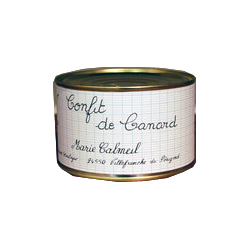 Confit
de Canard
Marie Calmeil
24550 Villefranche du Périgord